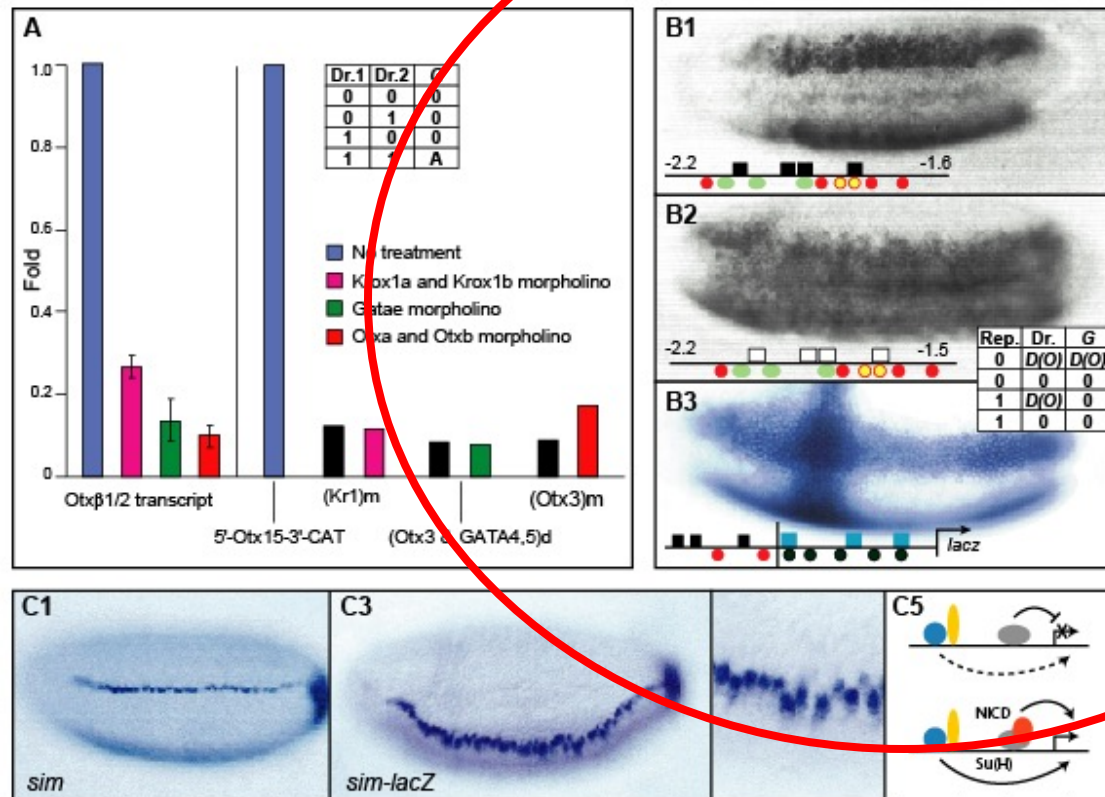 A
Fold
1.0
0.8
0.6
0.4
0.2
0
Dr.1 Dr.2
0 0 0
0 1 0
1 0 0
1 A
No treatment
Krox1a and Krox1b morpholino
Gatae morpholino
Otxa and Otxb morpholino
Otxβ1/2 transcript
(Kr1)m
(Otx3)m
5'-Otx15-3'-CAT
(Otx3 GATA4,5)d
B1
-2.2
-1.6
B2
-2.2
-1.5
Rep. Dr. G
0 D(O) D(O)
0 0 0
1 D(O) 0
1 0 0
B3
lacz
C1
sim
C3
sim-lacZ
C5
NICD
Su(H)